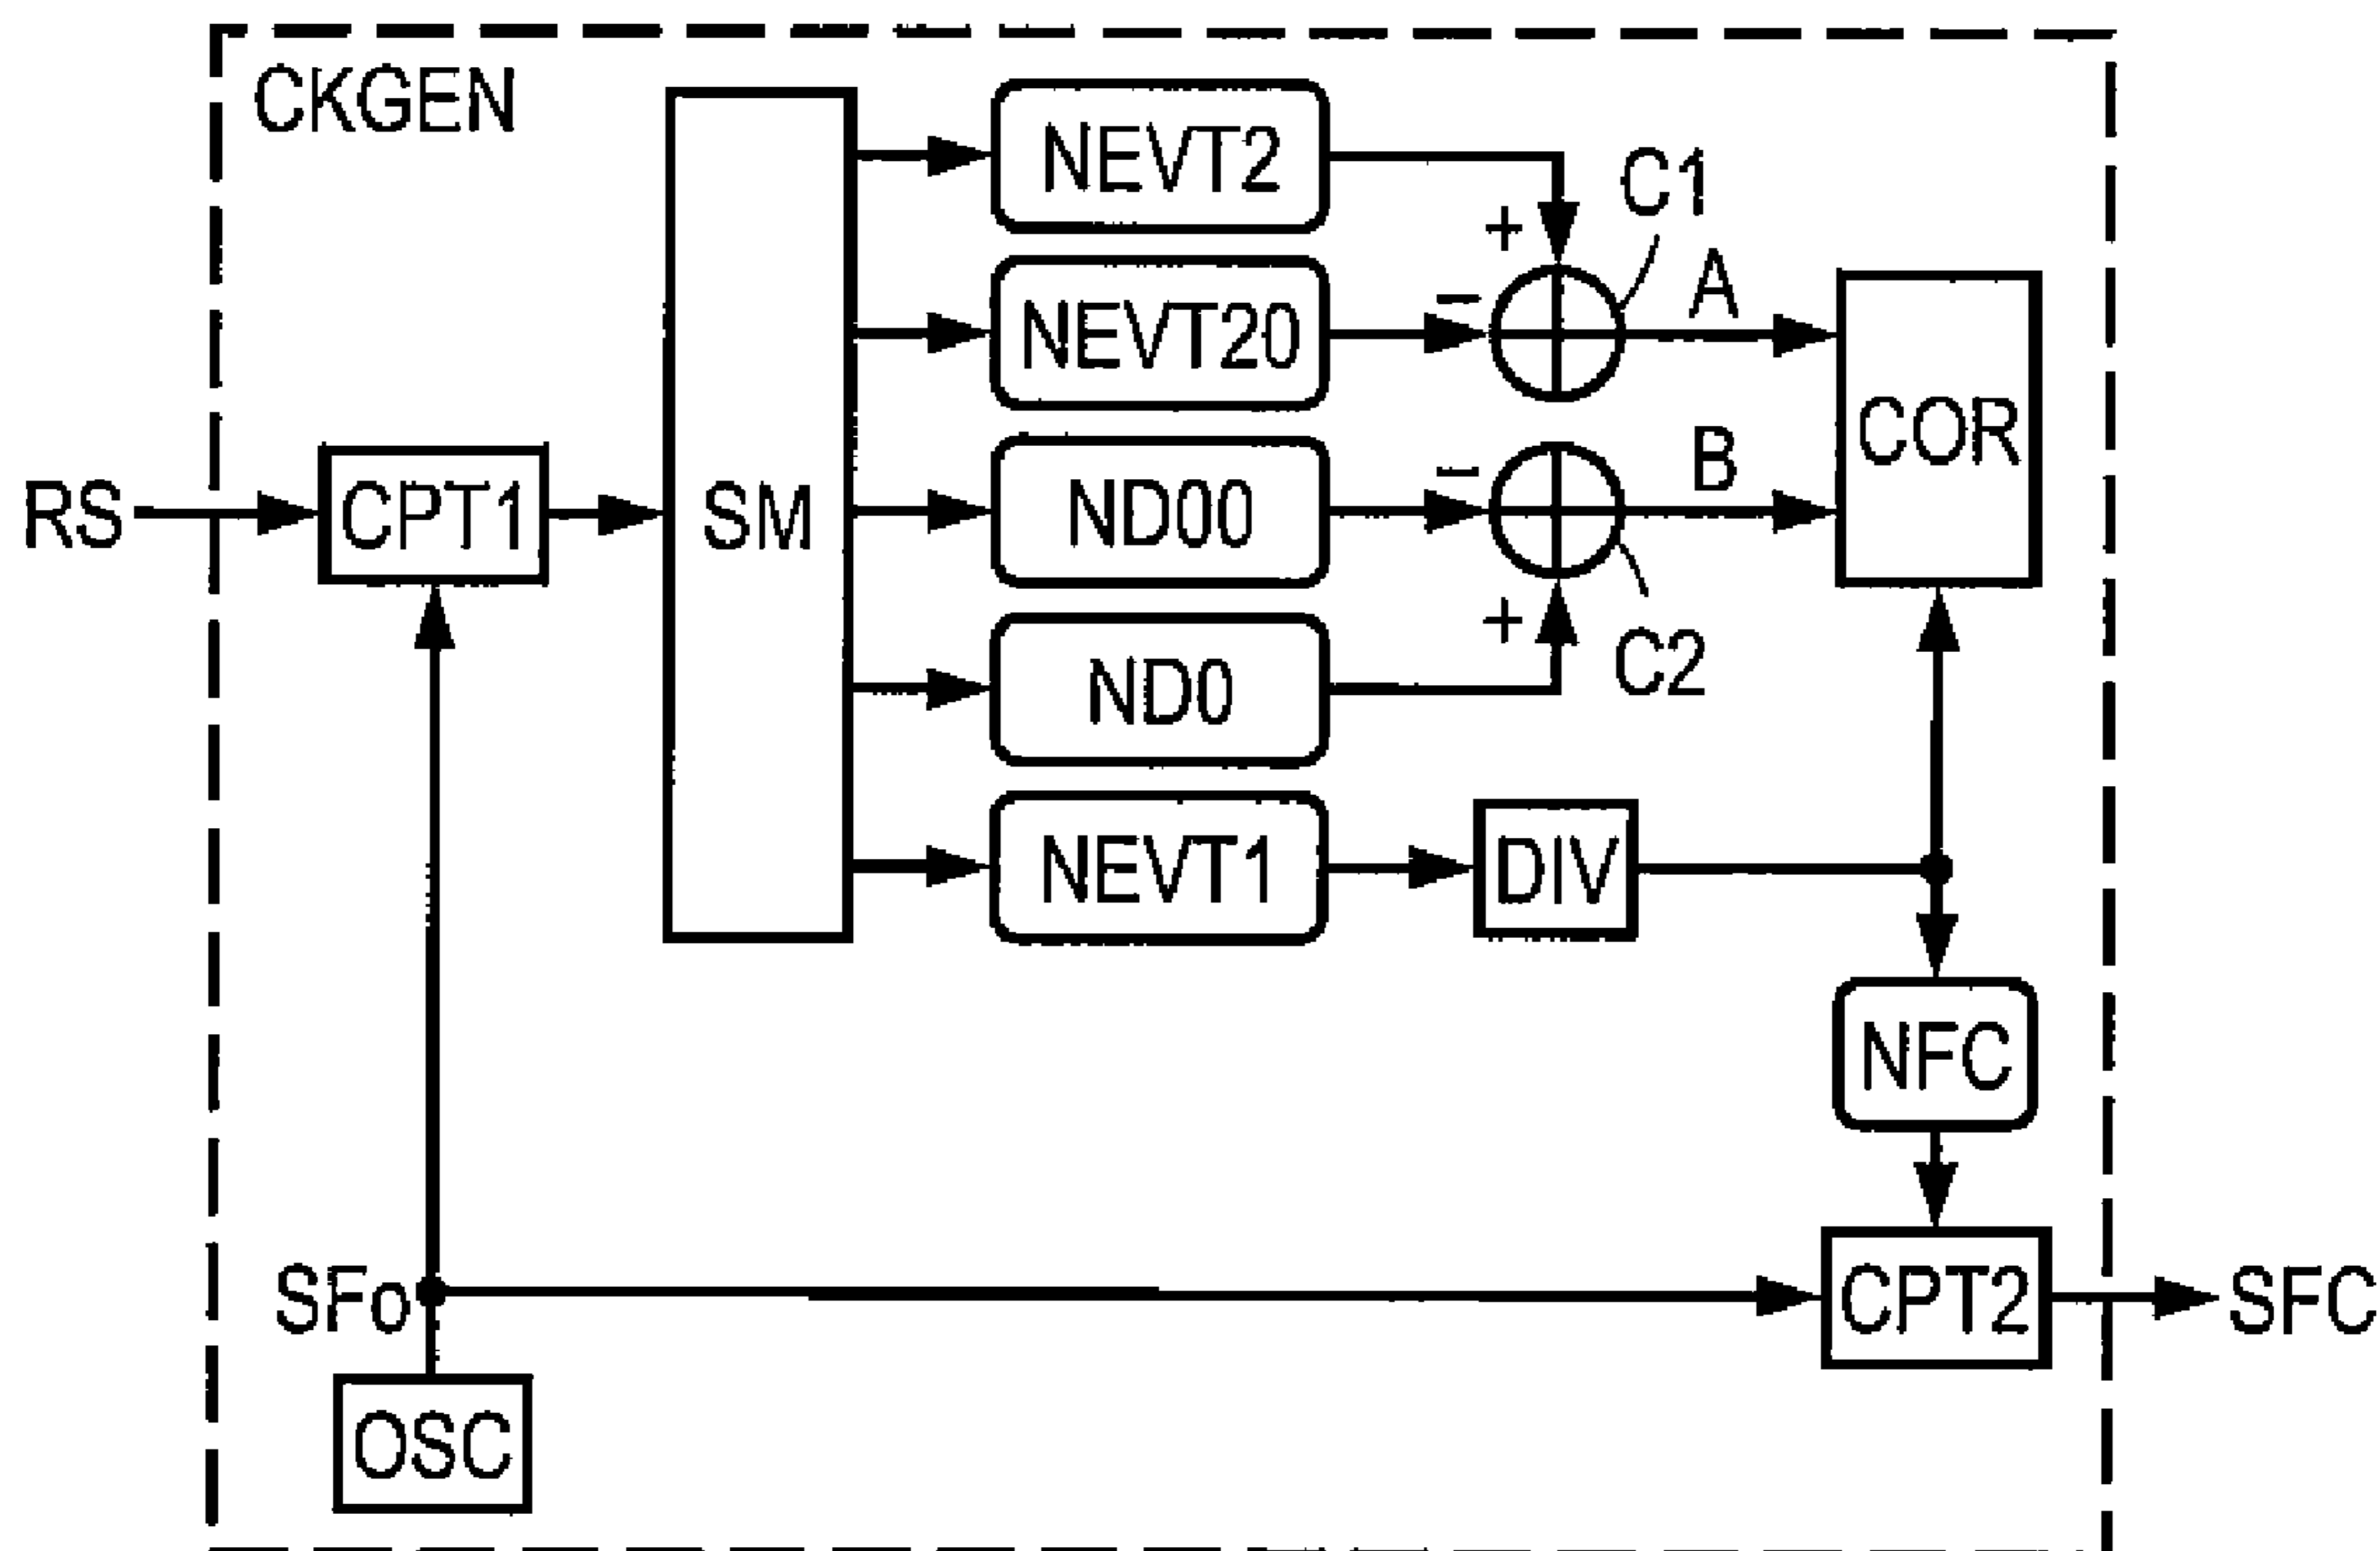 CKGEN
NEVT2
C1
+
−
A
NEVT20
COR
RS
CPT1
SM
ND00
−
B
+
C2
ND0
NEVT1
DIV
NFC
SFo
CPT2
SFC
OSC